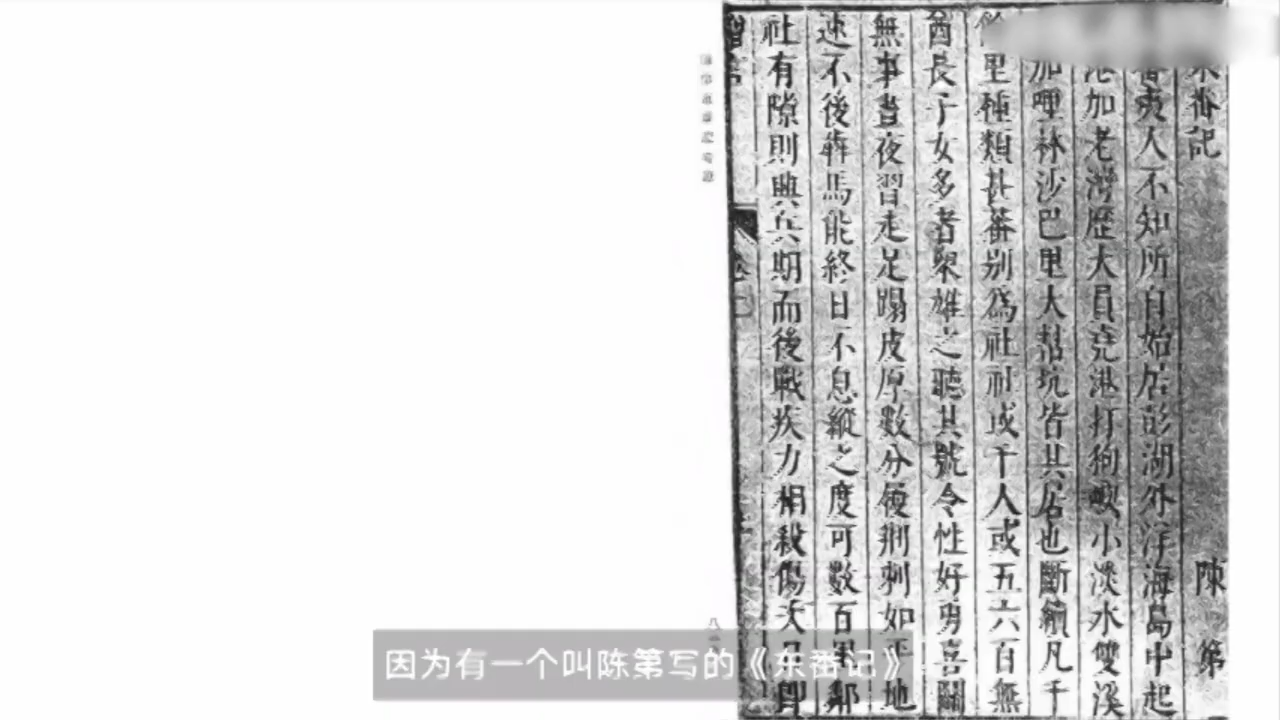 東番記
陳第
番夷人不知所自始居彭湖外洋海島中起
港加老灣歷大員堯港打狗嶼小淡水雙溪
加哩林沙巴里大幫坑皆其居也斷續凡千
里種類甚蕃別為社社或千人或五六百無
酋長子女多者眾雄之聽其號令性好勇喜鬭
無事晝夜習走足蹋皮厚數分履荆刺如平地
速不後犇馬能終日不息縱之度可數百里鄰
社有隙則興兵期而後戰疾力相殺傷次日即
因为有一个叫陈第写的《东番记》